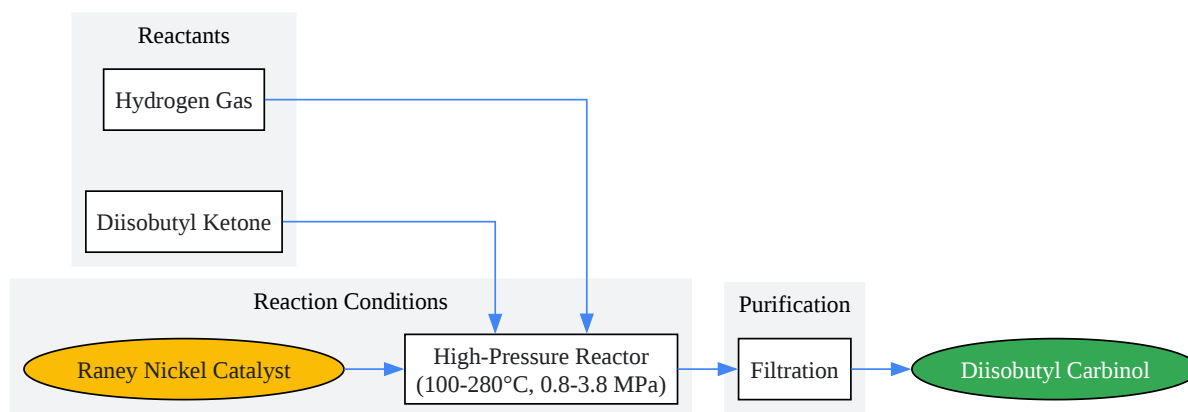 Reactants
Hydrogen Gas
Diisobutyl Ketone
Reaction Conditions
Raney Nickel Catalyst
High-Pressure Reactor
(100-280°C, 0.8-3.8 MPa)
Purification
Filtration
Diisobutyl Carbinol